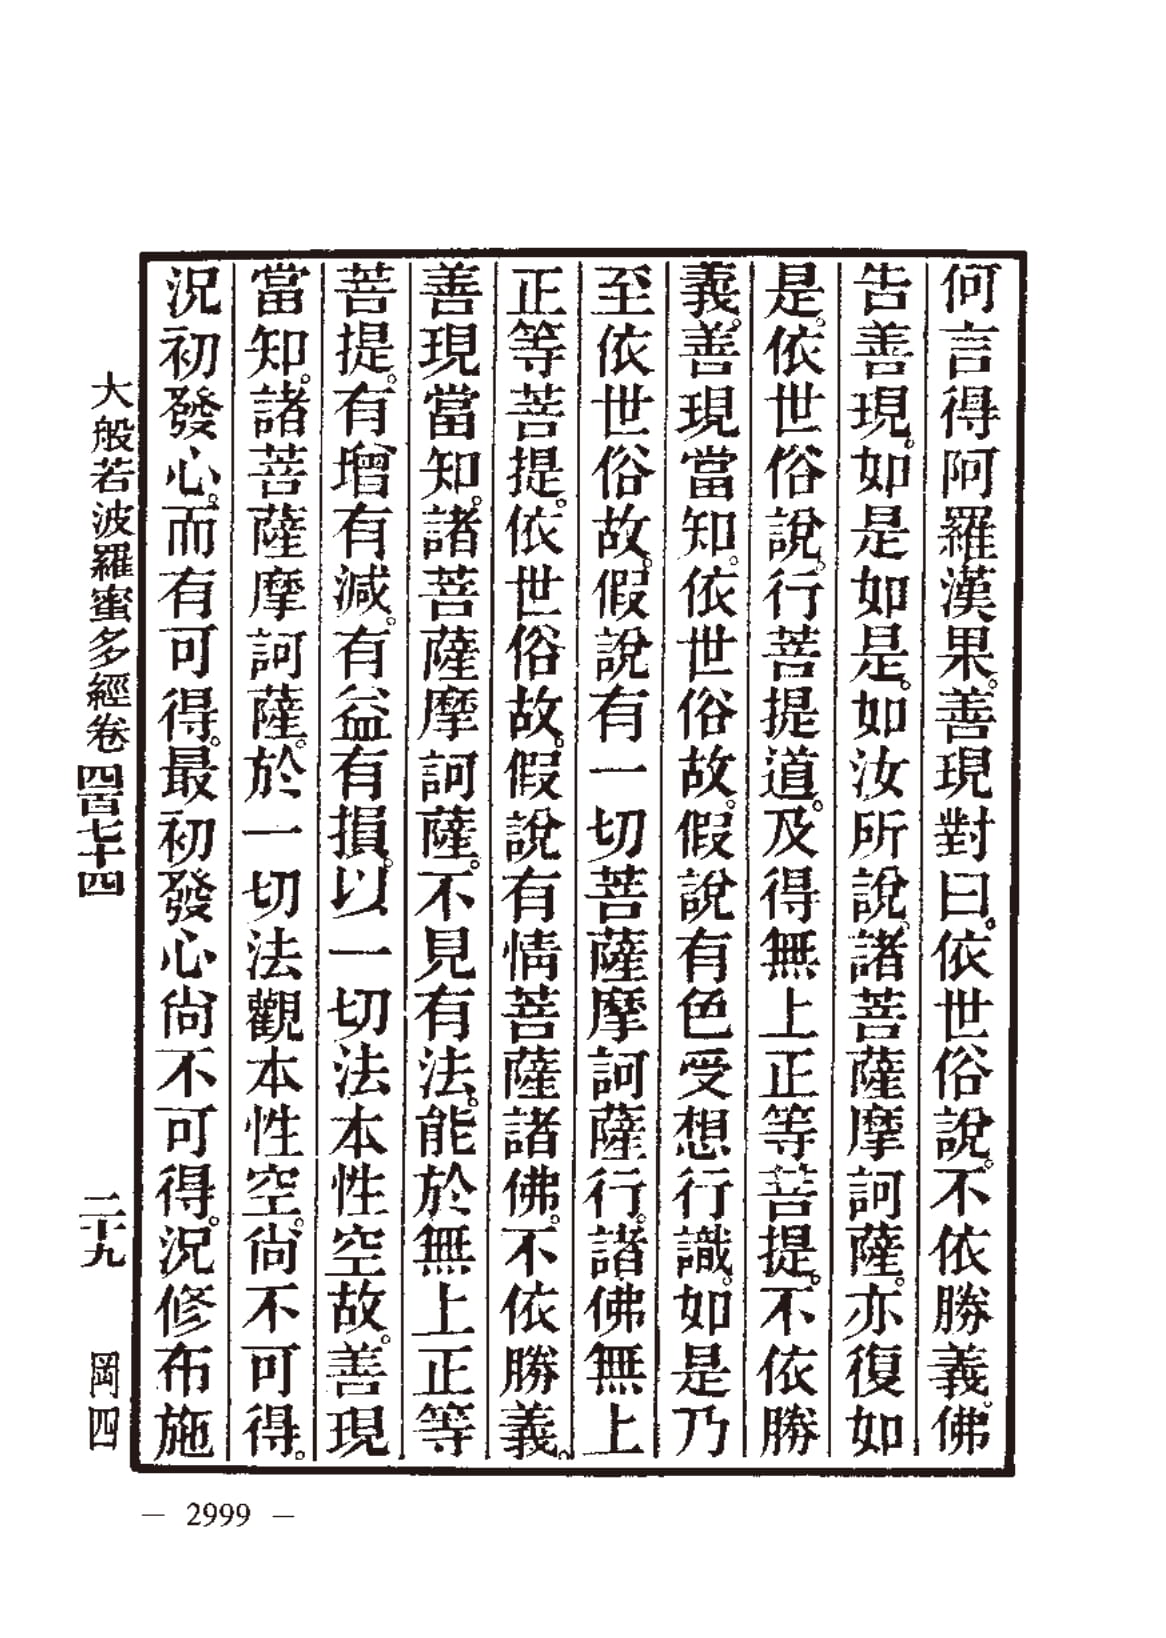 何言得阿羅漢果。善現對曰。依世俗說。不依勝義。佛
告善現。如是如是。如汝所說。諸菩薩摩訶薩。亦復如
是。依世俗說。行菩提道。及得無上正等菩提。不依勝
義。善現當知。依世俗故。假說有色受想行識。如是乃
至依世俗故。假說有一切菩薩摩訶薩行。諸佛無上
正等菩提。依世俗故。假說有情菩薩諸佛。不依勝義。
善現當知。諸菩薩摩訶薩。不見有法。能於無上正等
菩提。有增有減。有益有損。以一切法本性空故。善現
當知。諸菩薩摩訶薩。於一切法觀本性空。尚不可得。
況初發心。而有可得。最初發心尚不可得。況修布施
大般若波羅蜜多經卷四百七十四 二十九 岡四
— 2999 —